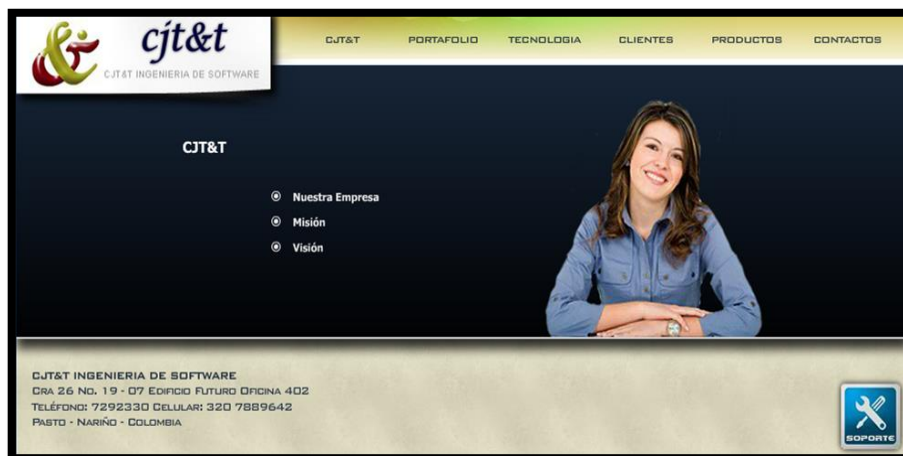 cjt&t
CJT&T INGENIERIA DE SOFTWARE
CJT&T PORTAFOLIO TECNOLOGIA CLIENTES PRODUCTOS CONTACTOS
CJT&T
Nuestra Empresa
Misión
Visión
CJT&T INGENIERIA DE SOFTWARE
CRA 26 NO. 19 - 07 EDIFICIO FUTURO OFICINA 402
TELÉFONO: 7292330 CELULAR: 320 7889642
PASTO - NARIÑO - COLOMBIA
SOPORTE